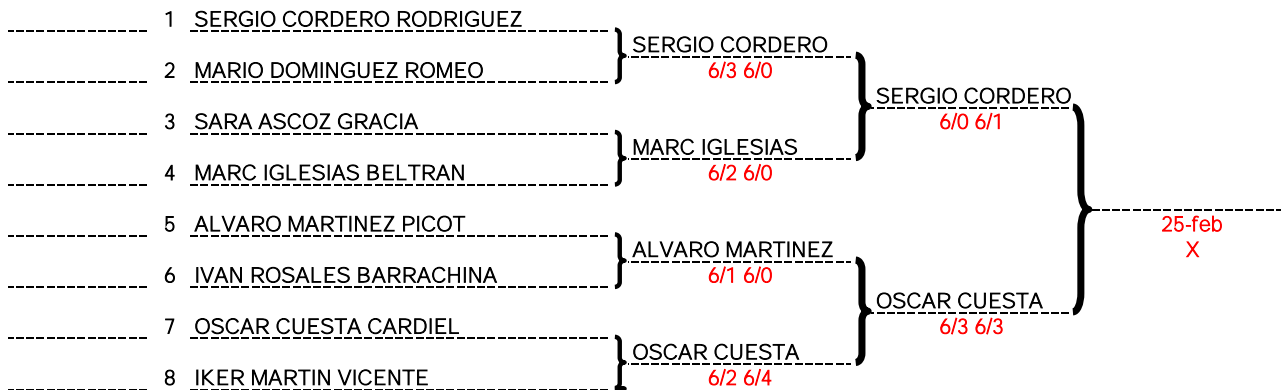 1 SERGIO CORDERO RODRIGUEZ
SERGIO CORDERO
6/3 6/0
2 MARIO DOMINGUEZ ROMEO
SERGIO CORDERO
6/0 6/1
3 SARA ASCOZ GRACIA
MARC IGLESIAS
6/2 6/0
4 MARC IGLESIAS BELTRAN
25-feb
X
5 ALVARO MARTINEZ PICOT
ALVARO MARTINEZ
6/1 6/0
6 IVAN ROSALES BARRACHINA
OSCAR CUESTA
6/3 6/3
7 OSCAR CUESTA CARDIEL
OSCAR CUESTA
6/2 6/4
8 IKER MARTIN VICENTE